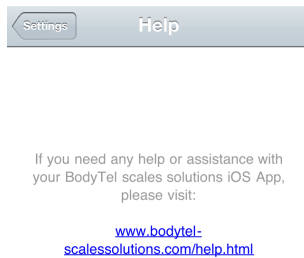 Settings
Help
If you need any help or assistance with
your BodyTel scales solutions iOS App,
please visit:
www.bodytel-
scalessolutions.com/help.html